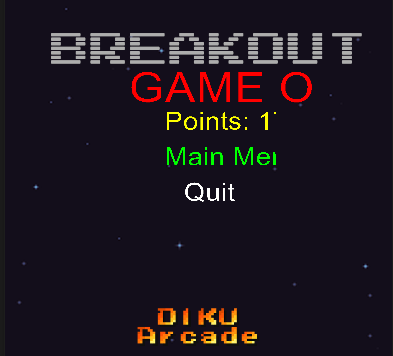 BREAKOUT
GAME O
Points: 1
Main Me
Quit
DIKU
Arcade